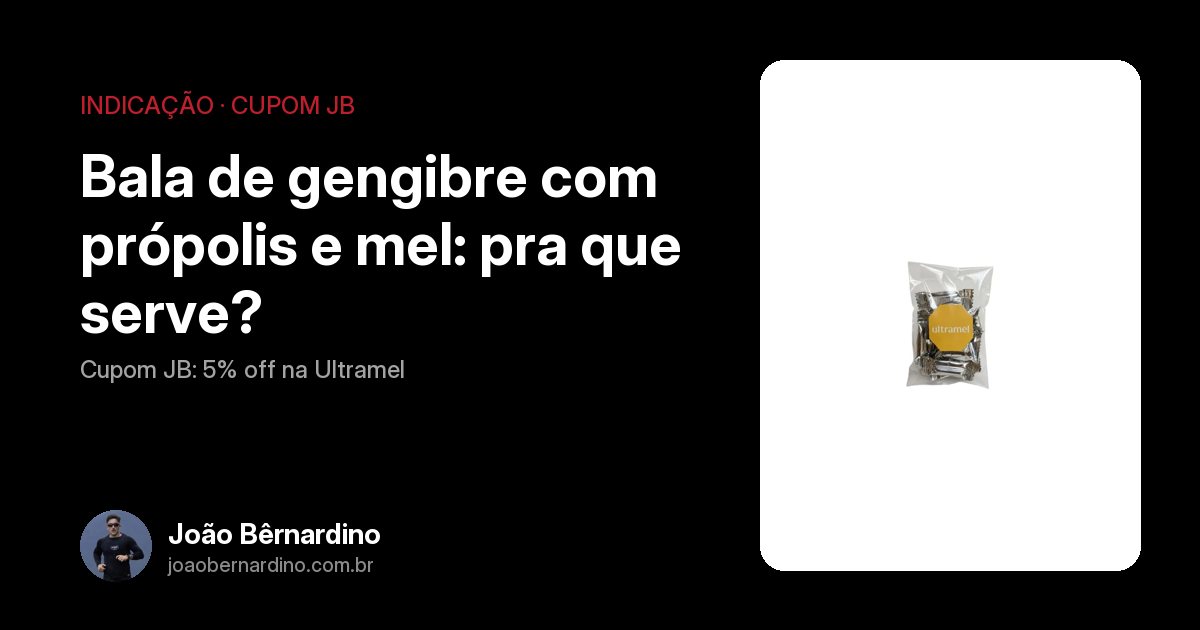 INDICAÇÃO · CUPOM JB
Bala de gengibre com
própolis e mel: pra que
serve?
Cupom JB: 5% off na Ultramel
ultramel
João Bêrnardino
joaobernardino.com.br